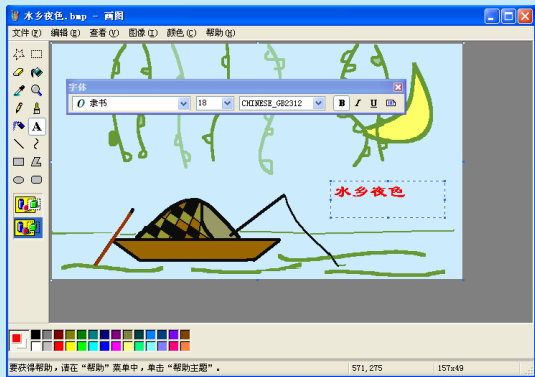 水乡夜色.bmp - 画图
文件(F) 编辑(E) 查看(V) 图像(I) 颜色(C) 帮助(H)
字体
O 隶书 18 CHINESE_GB2312 B I U
A
水乡夜色
要获得帮助，请在“帮助”菜单中，单击“帮助主题”。 571,275 157x49